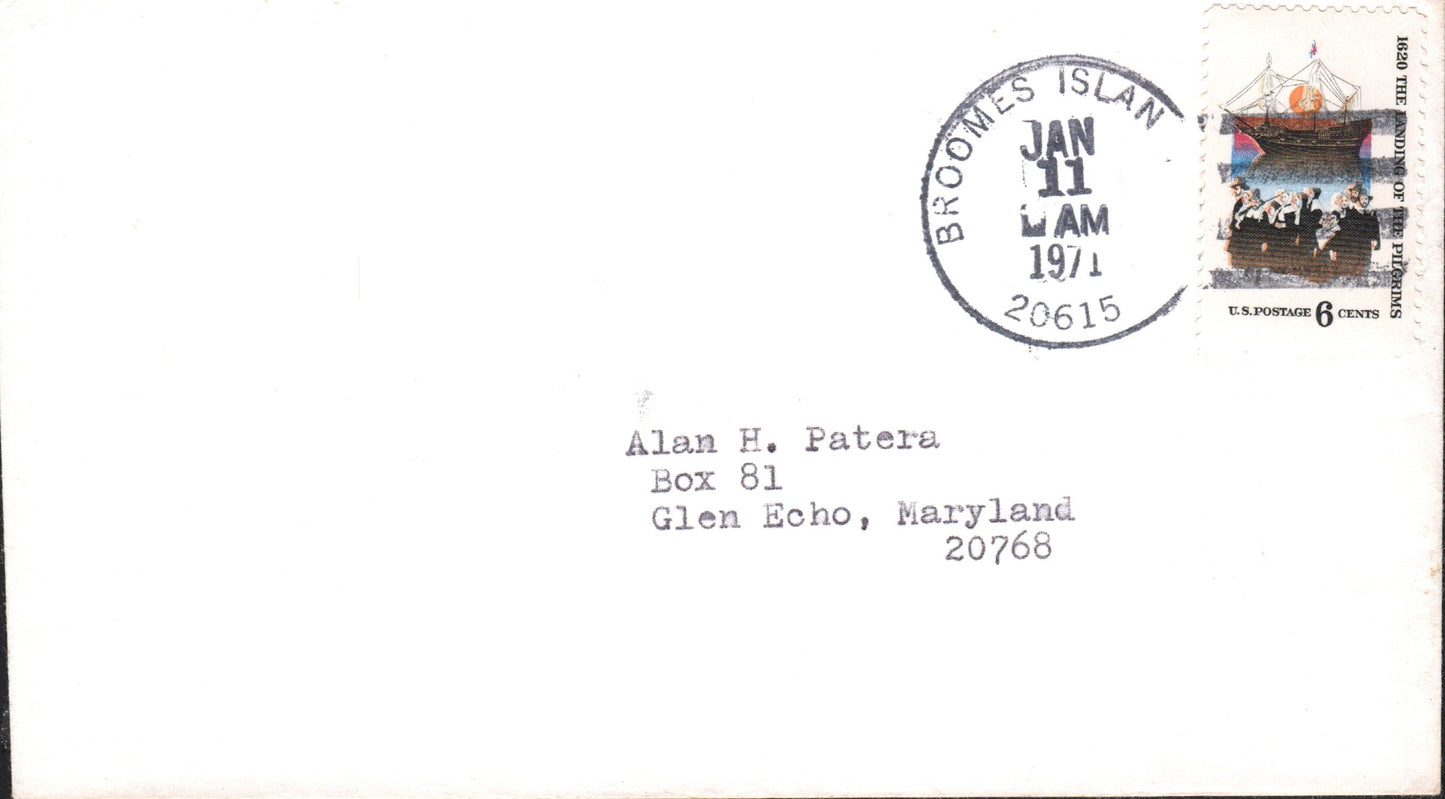 BROOMES ISLAN
JAN
11
AM
1971
20615
1620 THE LANDING OF THE PILGRIMS
U.S. POSTAGE 6 CENTS
Alan H. Patera
Box 81
Glen Echo, Maryland
20768